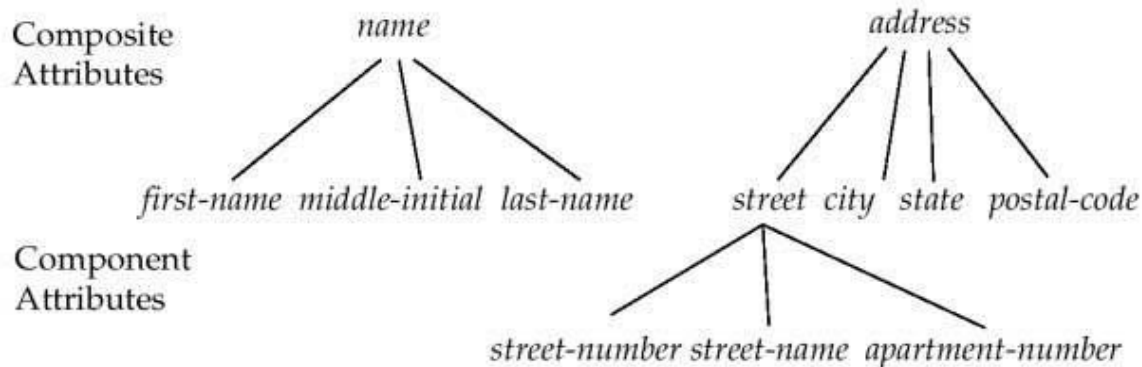 Composite
Attributes
name
address
first-name middle-initial last-name
street city state postal-code
Component
Attributes
street-number street-name apartment-number